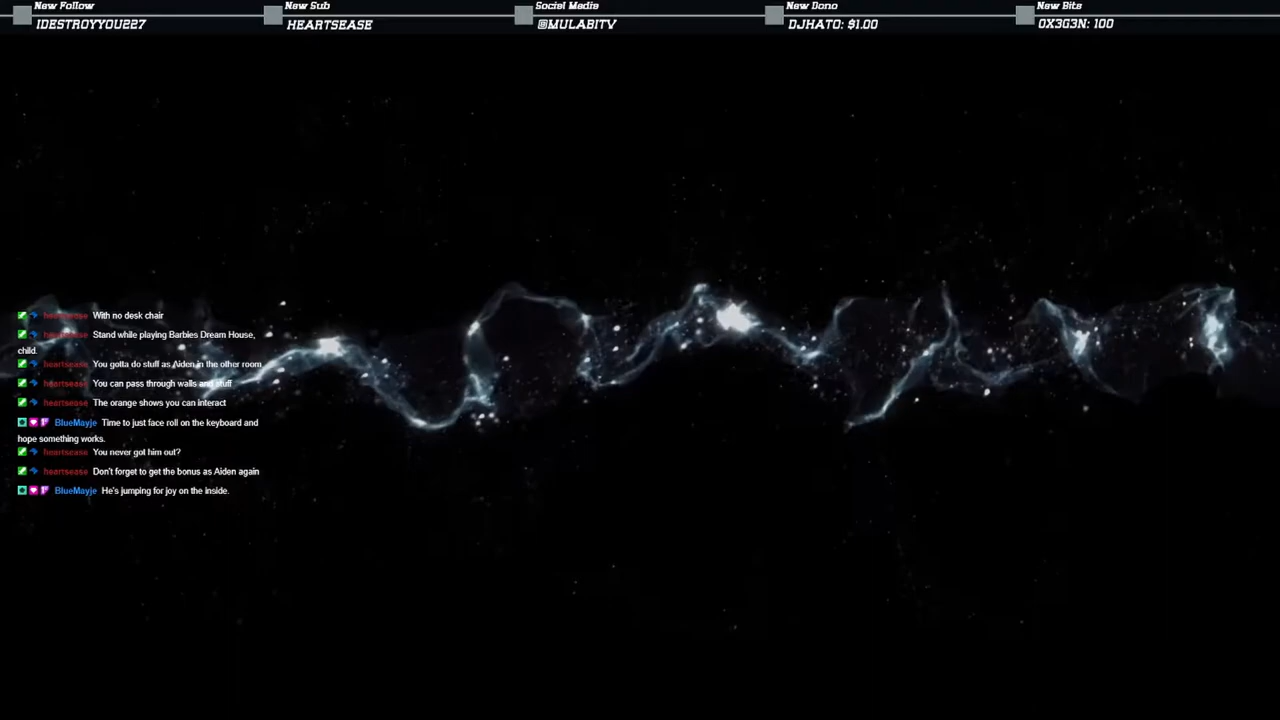 New Follow
IDESTROYYOU227
New Sub
HEARTSEASE
Social Media
@MULABITV
New Dono
DJHATO: $1.00
New Bits
0X3G3N: 100
heartsease With no desk chair
heartsease Stand while playing Barbies Dream House,
child.
heartsease You gotta do stuff as Aiden in the other room
heartsease You can pass through walls and stuff
heartsease The orange shows you can interact
BlueMayje Time to just face roll on the keyboard and
hope something works.
heartsease You never got him out?
heartsease Don't forget to get the bonus as Aiden again
BlueMayje He's jumping for joy on the inside.